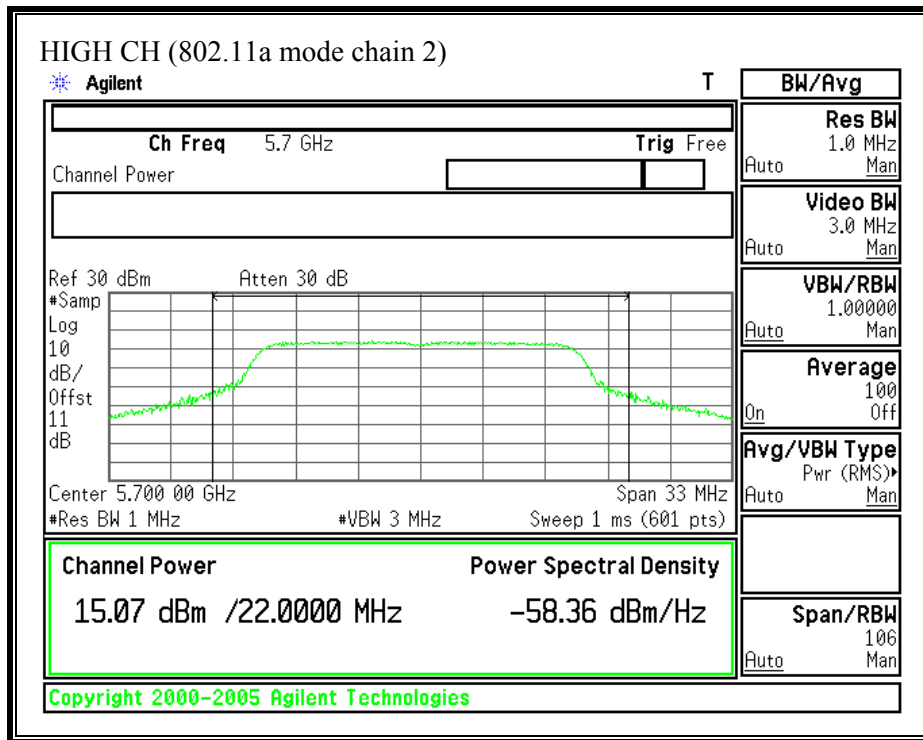 HIGH CH (802.11a mode chain 2)
Agilent T
Ch Freq 5.7 GHz Trig Free
Channel Power
Ref 30 dBm Atten 30 dB
#Samp
Log
10
dB/
Offst
11
dB
Center 5.700 00 GHz Span 33 MHz
#Res BW 1 MHz #VBW 3 MHz Sweep 1 ms (601 pts)
Channel Power Power Spectral Density
15.07 dBm /22.0000 MHz -58.36 dBm/Hz
Copyright 2000-2005 Agilent Technologies
BW/Avg
Res BW
1.0 MHz
Auto Man
Video BW
3.0 MHz
Auto Man
VBW/RBW
1.00000
Auto Man
Average
100
On Off
Avg/VBW Type
Pwr (RMS)
Auto Man
Span/RBW
106
Auto Man